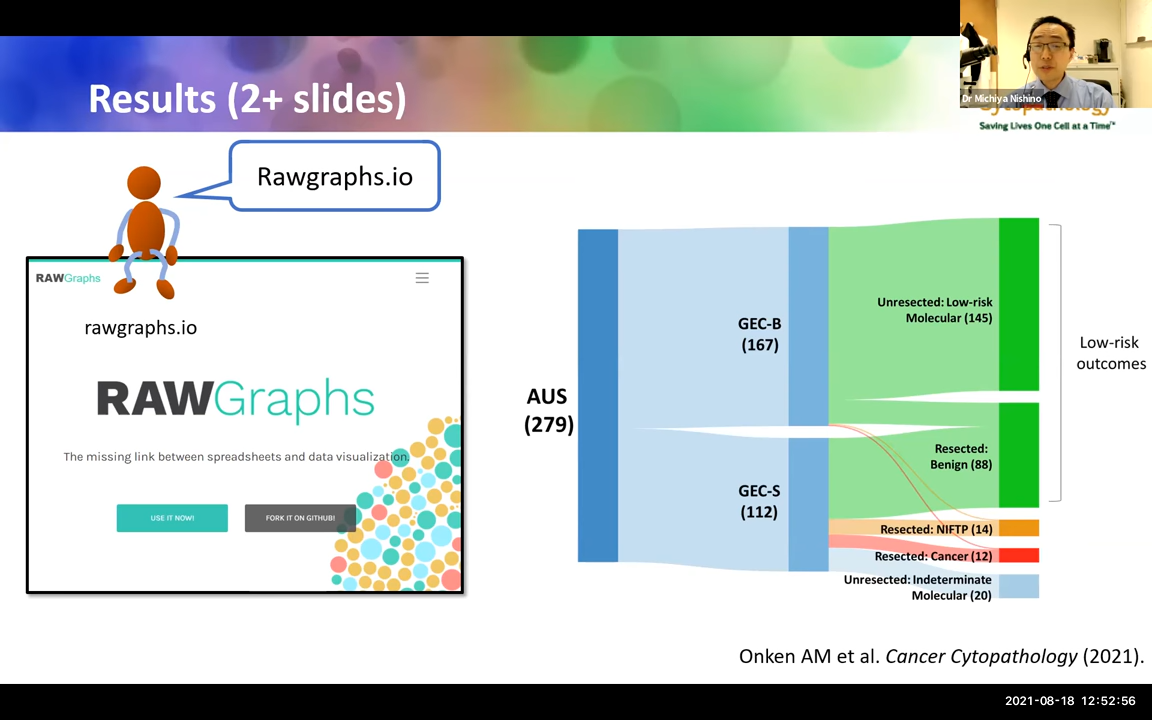 Dr Michiya Nishino
Saving Lives One Cell at a Time™
Results (2+ slides)
Rawgraphs.io
RAWGraphs
rawgraphs.io
RAWGraphs
The missing link between spreadsheets and data visualization.
USE IT NOW!
FORK IT ON GITHUB!
AUS
(279)
GEC-B
(167)
GEC-S
(112)
Unresected: Low-risk
Molecular (145)
Resected:
Benign (88)
Resected: NIFTP (14)
Resected: Cancer (12)
Unresected: Indeterminate
Molecular (20)
Low-risk
outcomes
Onken AM et al. Cancer Cytopathology (2021).
2021-08-18 12:52:56